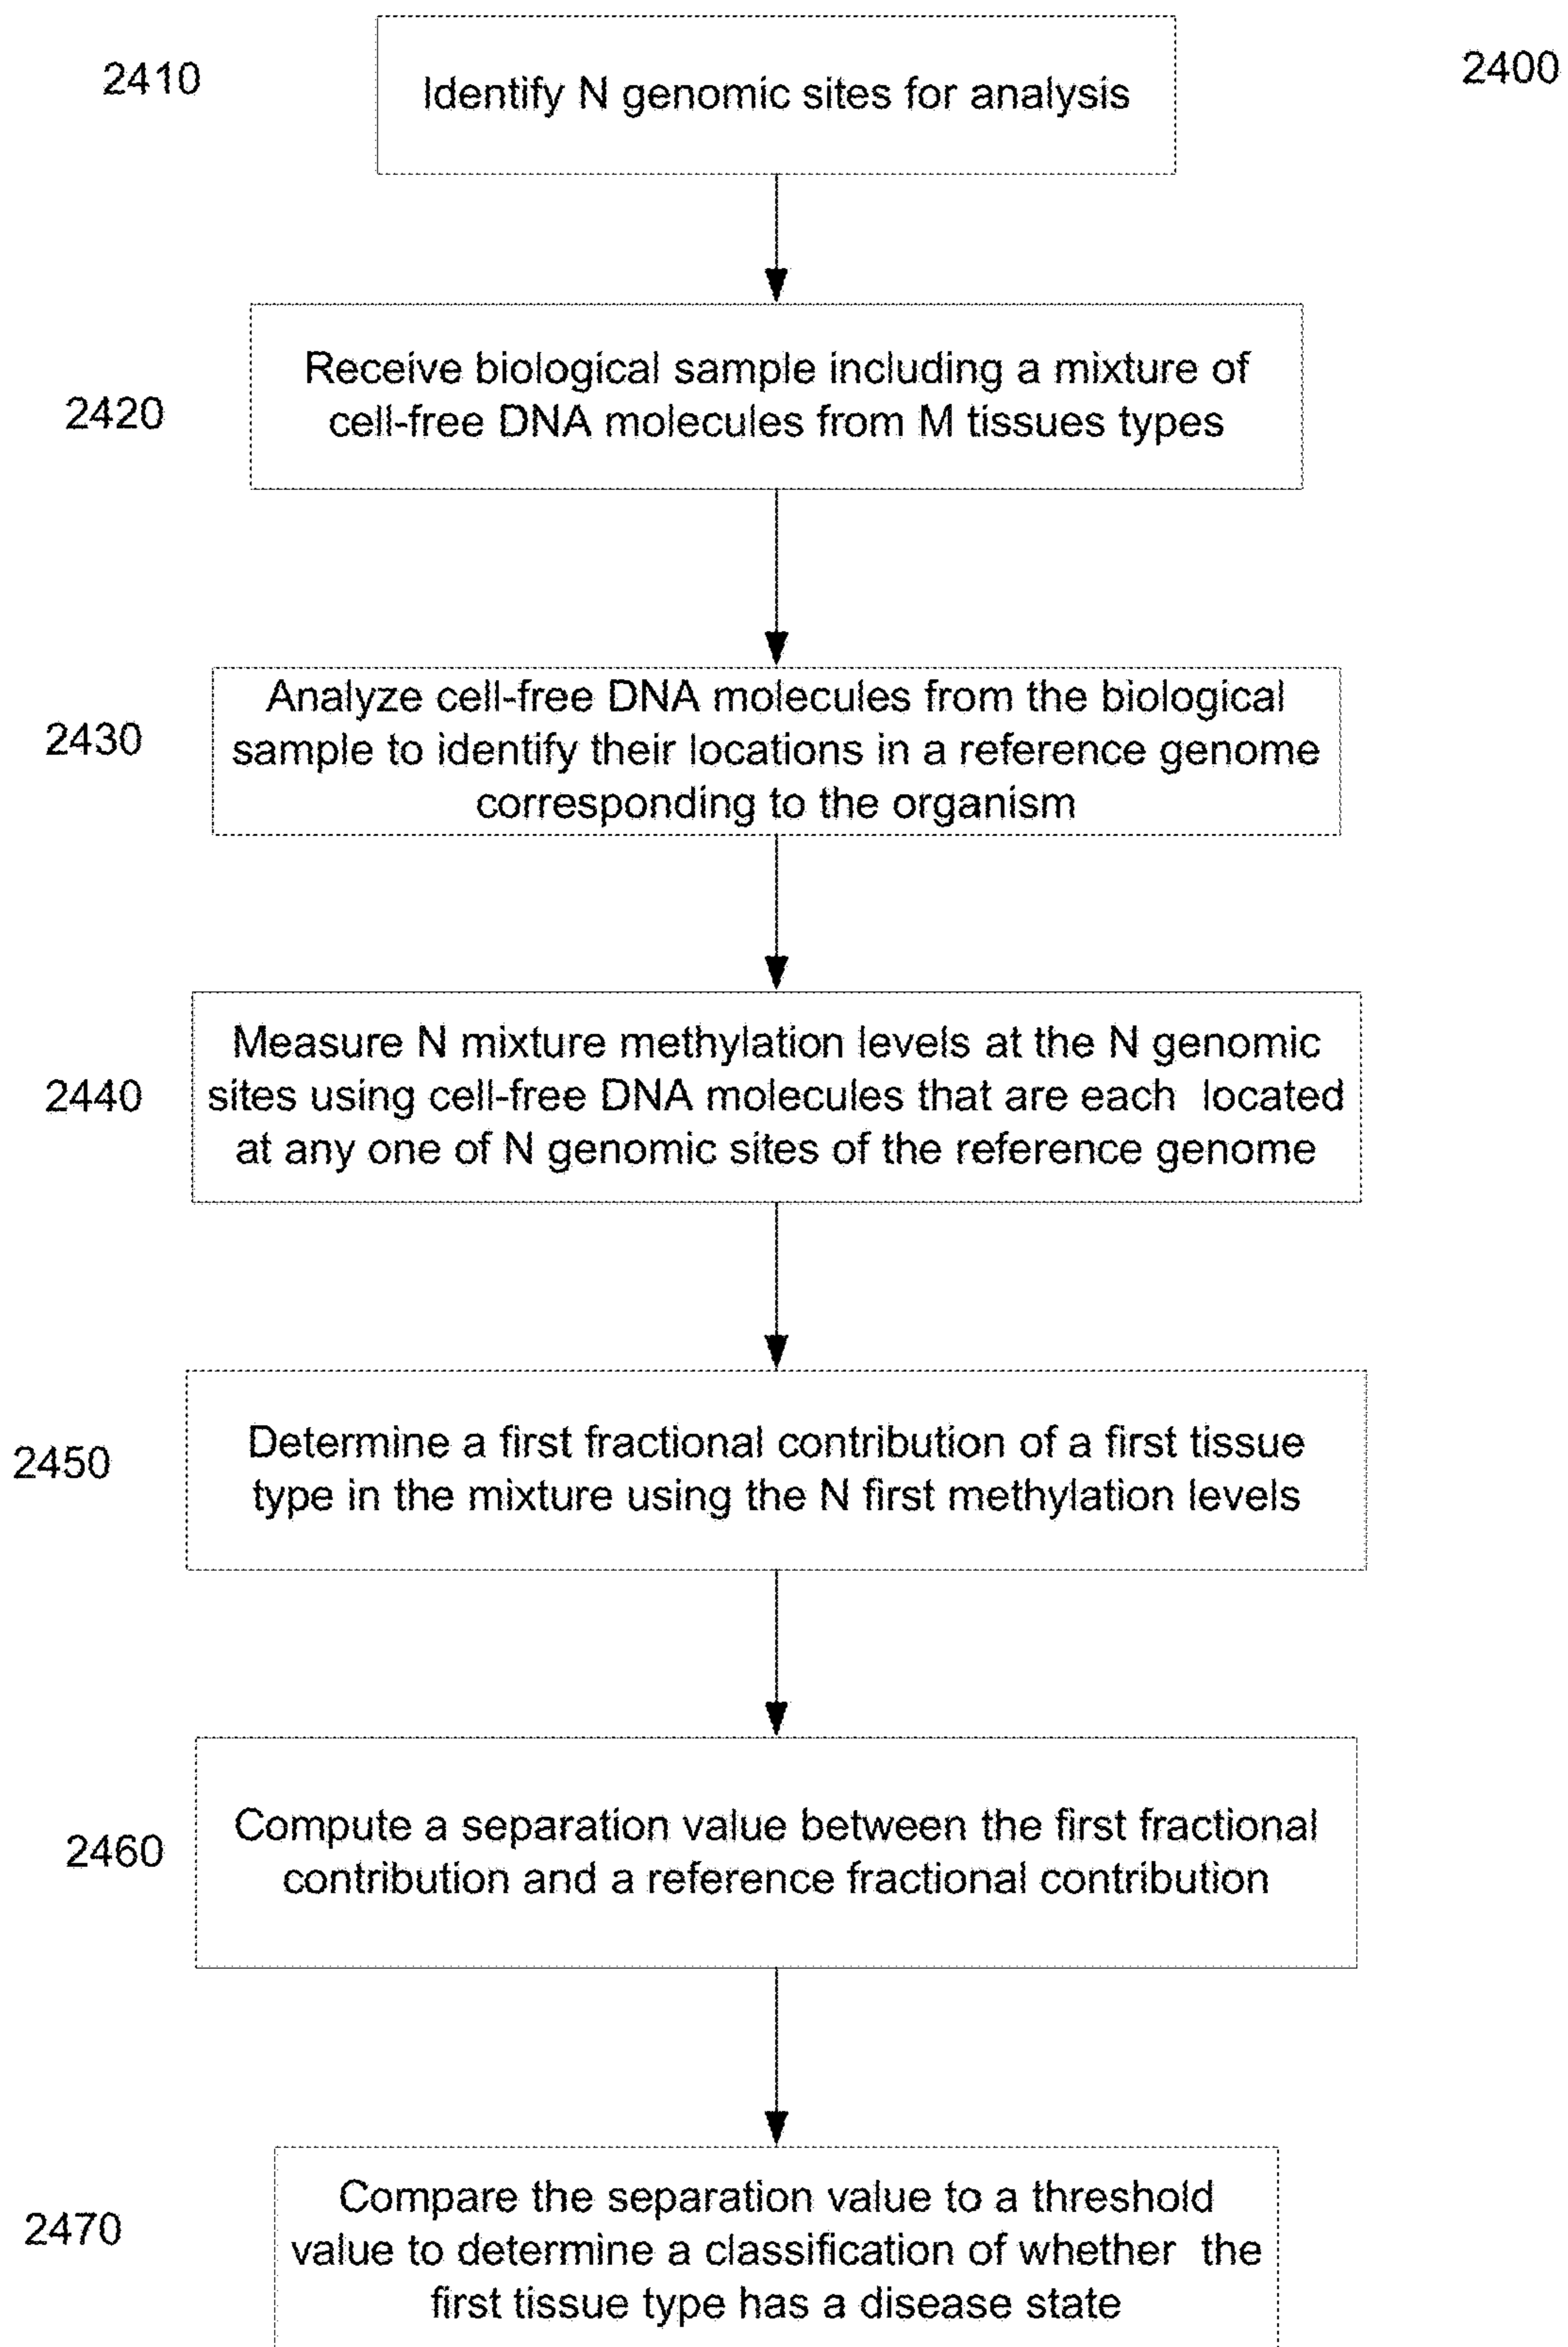 2400
2410
Identify N genomic sites for analysis
2420
Receive biological sample including a mixture of
cell-free DNA molecules from M tissues types
2430
Analyze cell-free DNA molecules from the biological
sample to identify their locations in a reference genome
corresponding to the organism
2440
Measure N mixture methylation levels at the N genomic
sites using cell-free DNA molecules that are each located
at any one of N genomic sites of the reference genome
2450
Determine a first fractional contribution of a first tissue
type in the mixture using the N first methylation levels
2460
Compute a separation value between the first fractional
contribution and a reference fractional contribution
2470
Compare the separation value to a threshold
value to determine a classification of whether the
first tissue type has a disease state